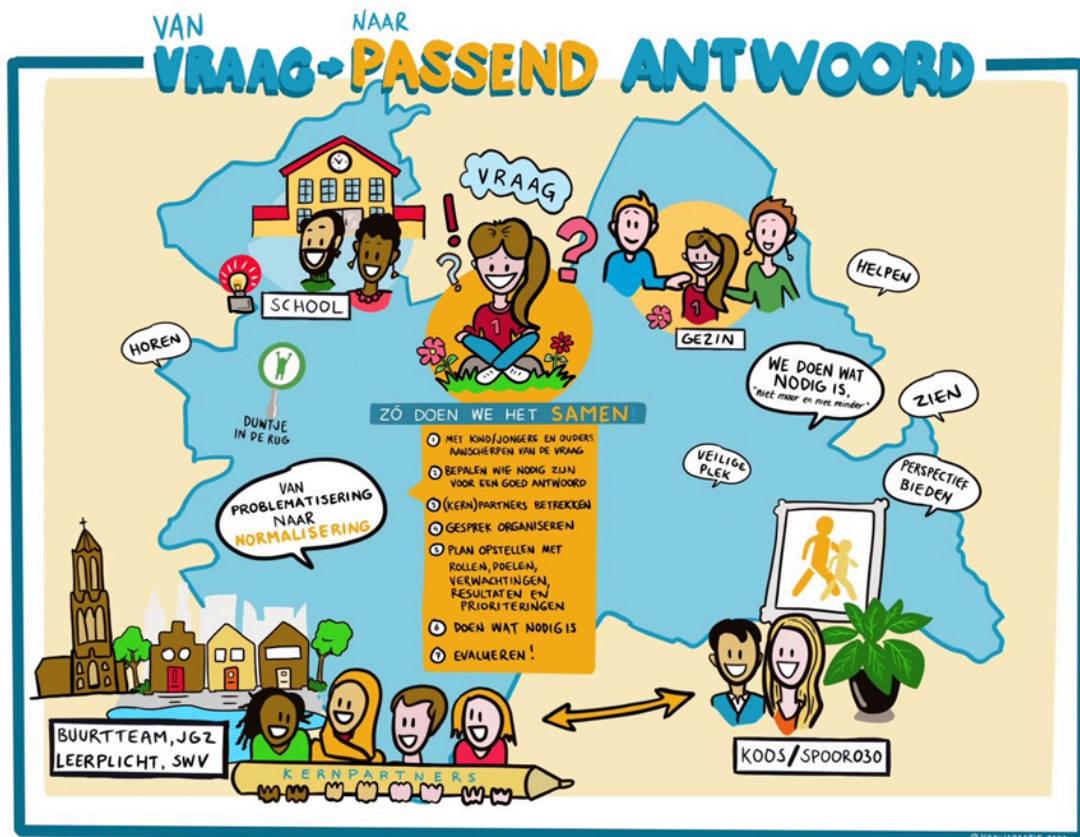 VAN NAAR
VRAAG → PASSEND ANTWOORD
VRAAG
SCHOOL
GEZIN
HELPEN
HOREN
WE DOEN WAT
NODIG IS,
"niet meer en niet minder"
ZIEN
DUWTJE
IN DE RUG
ZÓ DOEN WE HET SAMEN!
1 MET KIND/JONGERE EN OUDERS
AANSCHERPEN VAN DE VRAAG
2 BEPALEN WIE NODIG ZIJN
VOOR EEN GOED ANTWOORD
3 (KERN)PARTNERS BETREKKEN
4 GESPREK ORGANISEREN
5 PLAN OPSTELLEN MET
ROLLEN, DOELEN,
VERWACHTINGEN,
RESULTATEN EN
PRIORITERINGEN
6 DOEN WAT NODIG IS
7 EVALUEREN!
VEILIGE
PLEK
PERSPECTIEF
BIEDEN
VAN
PROBLEMATISERING
NAAR
NORMALISERING
BUURTTEAM, JGZ
LEERPLICHT, SWV
KERNPARTNERS
KOOS/SPOOR030